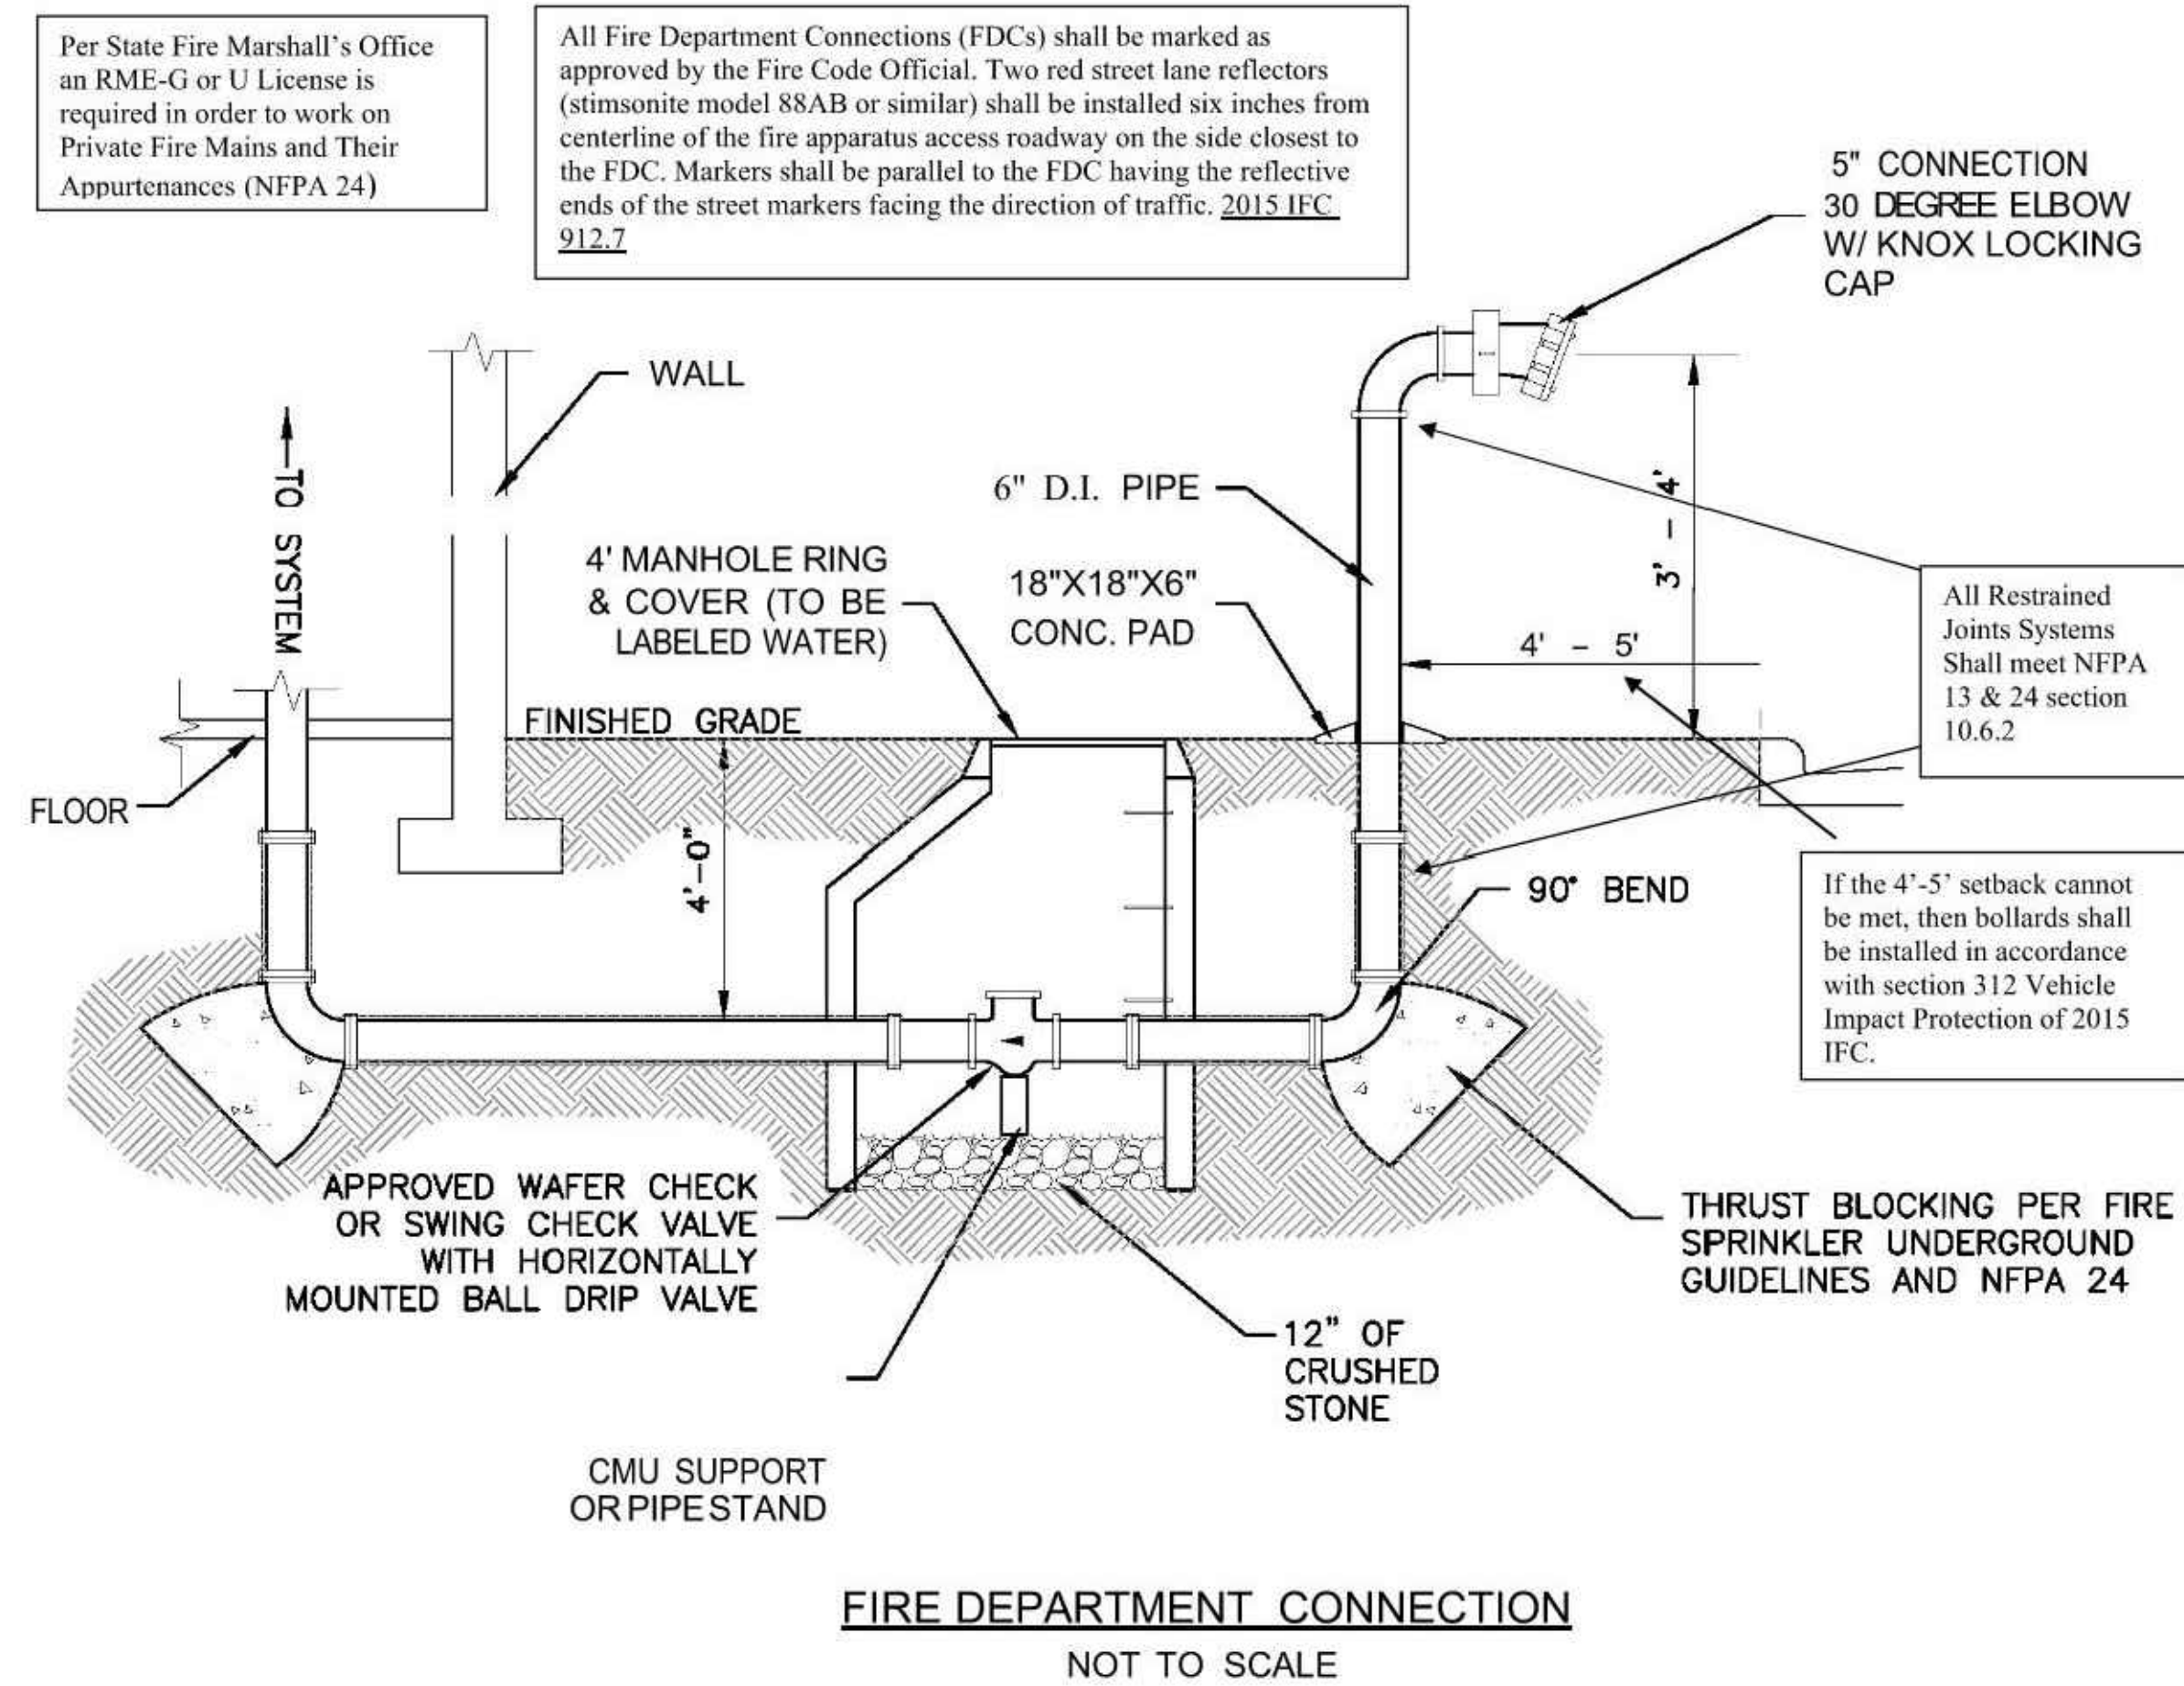 Per State Fire Marshall's Office
an RME-G or U License is
required in order to work on
Private Fire Mains and Their
Appurtenances (NFPA 24)
All Fire Department Connections (FDCs) shall be marked as
approved by the Fire Code Official. Two red street lane reflectors
(stimsonite model 88AB or similar) shall be installed six inches from
centerline of the fire apparatus access roadway on the side closest to
the FDC. Markers shall be parallel to the FDC having the reflective
ends of the street markers facing the direction of traffic. 2015 IFC
912.7
5" CONNECTION
30 DEGREE ELBOW
W/ KNOX LOCKING
CAP
WALL
TO SYSTEM
6" D.I. PIPE
3' - 4'
4' MANHOLE RING
& COVER (TO BE
LABELED WATER)
18"X18"X6"
CONC. PAD
4' - 5'
All Restrained
Joints Systems
Shall meet NFPA
13 & 24 section
10.6.2
FINISHED GRADE
FLOOR
4'-0"
90° BEND
If the 4'-5' setback cannot
be met, then bollards shall
be installed in accordance
with section 312 Vehicle
Impact Protection of 2015
IFC.
APPROVED WAFER CHECK
OR SWING CHECK VALVE
WITH HORIZONTALLY
MOUNTED BALL DRIP VALVE
THRUST BLOCKING PER FIRE
SPRINKLER UNDERGROUND
GUIDELINES AND NFPA 24
12" OF
CRUSHED
STONE
CMU SUPPORT
OR PIPE STAND
FIRE DEPARTMENT CONNECTION
NOT TO SCALE